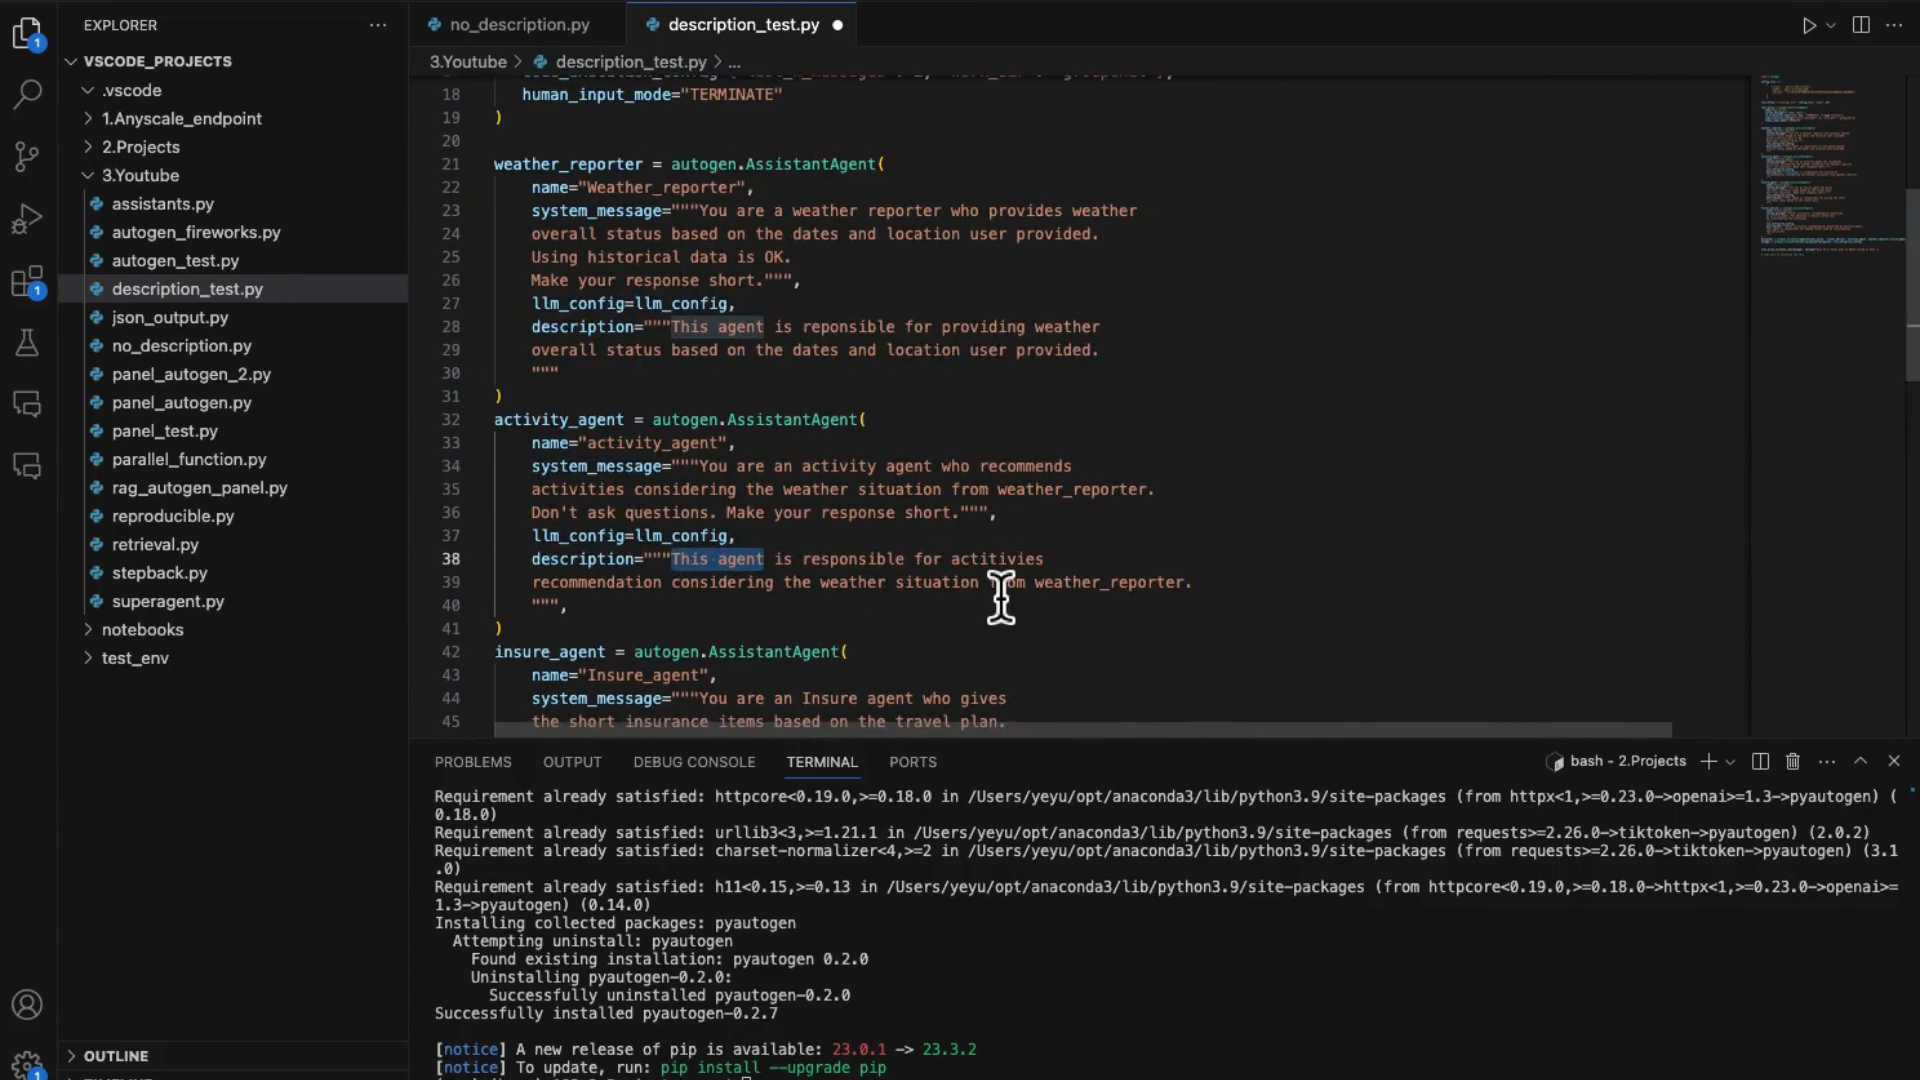 EXPLORER
VSCODE_PROJECTS
.vscode
1.Anyscale_endpoint
2.Projects
3.Youtube
assistants.py
autogen_fireworks.py
autogen_test.py
description_test.py
json_output.py
no_description.py
panel_autogen_2.py
panel_autogen.py
panel_test.py
parallel_function.py
rag_autogen_panel.py
reproducible.py
retrieval.py
stepback.py
superagent.py
notebooks
test_env
OUTLINE
1
1
1
no_description.py
description_test.py
3.Youtube > description_test.py > ...
18 human_input_mode="TERMINATE"
19 )
20
21 weather_reporter = autogen.AssistantAgent(
22 name="Weather_reporter",
23 system_message="""You are a weather reporter who provides weather
24 overall status based on the dates and location user provided.
25 Using historical data is OK.
26 Make your response short.""",
27 llm_config=llm_config,
28 description="""This agent is reponsible for providing weather
29 overall status based on the dates and location user provided.
30 """
31 )
32 activity_agent = autogen.AssistantAgent(
33 name="activity_agent",
34 system_message="""You are an activity agent who recommends
35 activities considering the weather situation from weather_reporter.
36 Don't ask questions. Make your response short.""",
37 llm_config=llm_config,
38 description="""This agent is responsible for actitivies
39 recommendation considering the weather situation from weather_reporter.
40 """,
41 )
42 insure_agent = autogen.AssistantAgent(
43 name="Insure_agent",
44 system_message="""You are an Insure agent who gives
45 the short insurance items based on the travel plan.
PROBLEMS OUTPUT DEBUG CONSOLE TERMINAL PORTS bash - 2.Projects
Requirement already satisfied: httpcore<0.19.0,>=0.18.0 in /Users/yeyu/opt/anaconda3/lib/python3.9/site-packages (from httpx<1,>=0.23.0->openai>=1.3->pyautogen) (
0.18.0)
Requirement already satisfied: urllib3<3,>=1.21.1 in /Users/yeyu/opt/anaconda3/lib/python3.9/site-packages (from requests>=2.26.0->tiktoken->pyautogen) (2.0.2)
Requirement already satisfied: charset-normalizer<4,>=2 in /Users/yeyu/opt/anaconda3/lib/python3.9/site-packages (from requests>=2.26.0->tiktoken->pyautogen) (3.1
.0)
Requirement already satisfied: h11<0.15,>=0.13 in /Users/yeyu/opt/anaconda3/lib/python3.9/site-packages (from httpcore<0.19.0,>=0.18.0->httpx<1,>=0.23.0->openai>=
1.3->pyautogen) (0.14.0)
Installing collected packages: pyautogen
Attempting uninstall: pyautogen
Found existing installation: pyautogen 0.2.0
Uninstalling pyautogen-0.2.0:
Successfully uninstalled pyautogen-0.2.0
Successfully installed pyautogen-0.2.7
[notice] A new release of pip is available: 23.0.1 -> 23.3.2
[notice] To update, run: pip install --upgrade pip